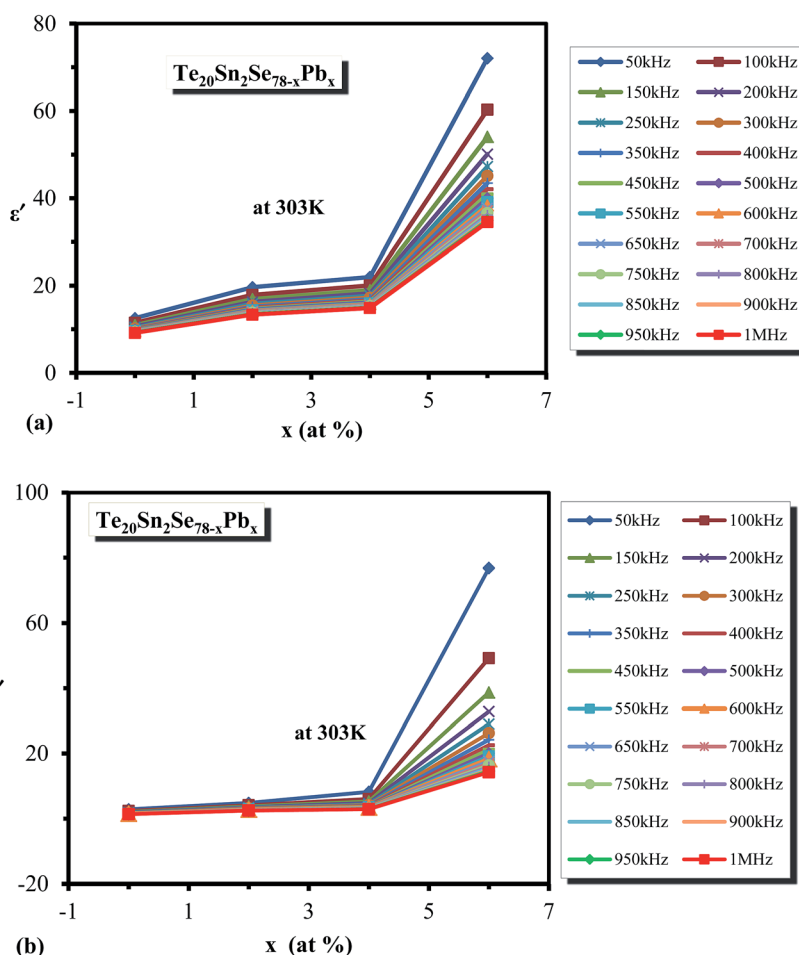 80
60
40
20
0
-1
1
3
5
7
ε′
x (at %)
(a)
Te₂₀Sn₂Se₇₈₋ₓPbₓ
at 303K
50kHz 100kHz
150kHz 200kHz
250kHz 300kHz
350kHz 400kHz
450kHz 500kHz
550kHz 600kHz
650kHz 700kHz
750kHz 800kHz
850kHz 900kHz
950kHz 1MHz
100
60
20
-20
-1
1
3
5
7
x (at %)
(b)
Te₂₀Sn₂Se₇₈₋ₓPbₓ
at 303K
50kHz 100kHz
150kHz 200kHz
250kHz 300kHz
350kHz 400kHz
450kHz 500kHz
550kHz 600kHz
650kHz 700kHz
750kHz 800kHz
850kHz 900kHz
950kHz 1MHz